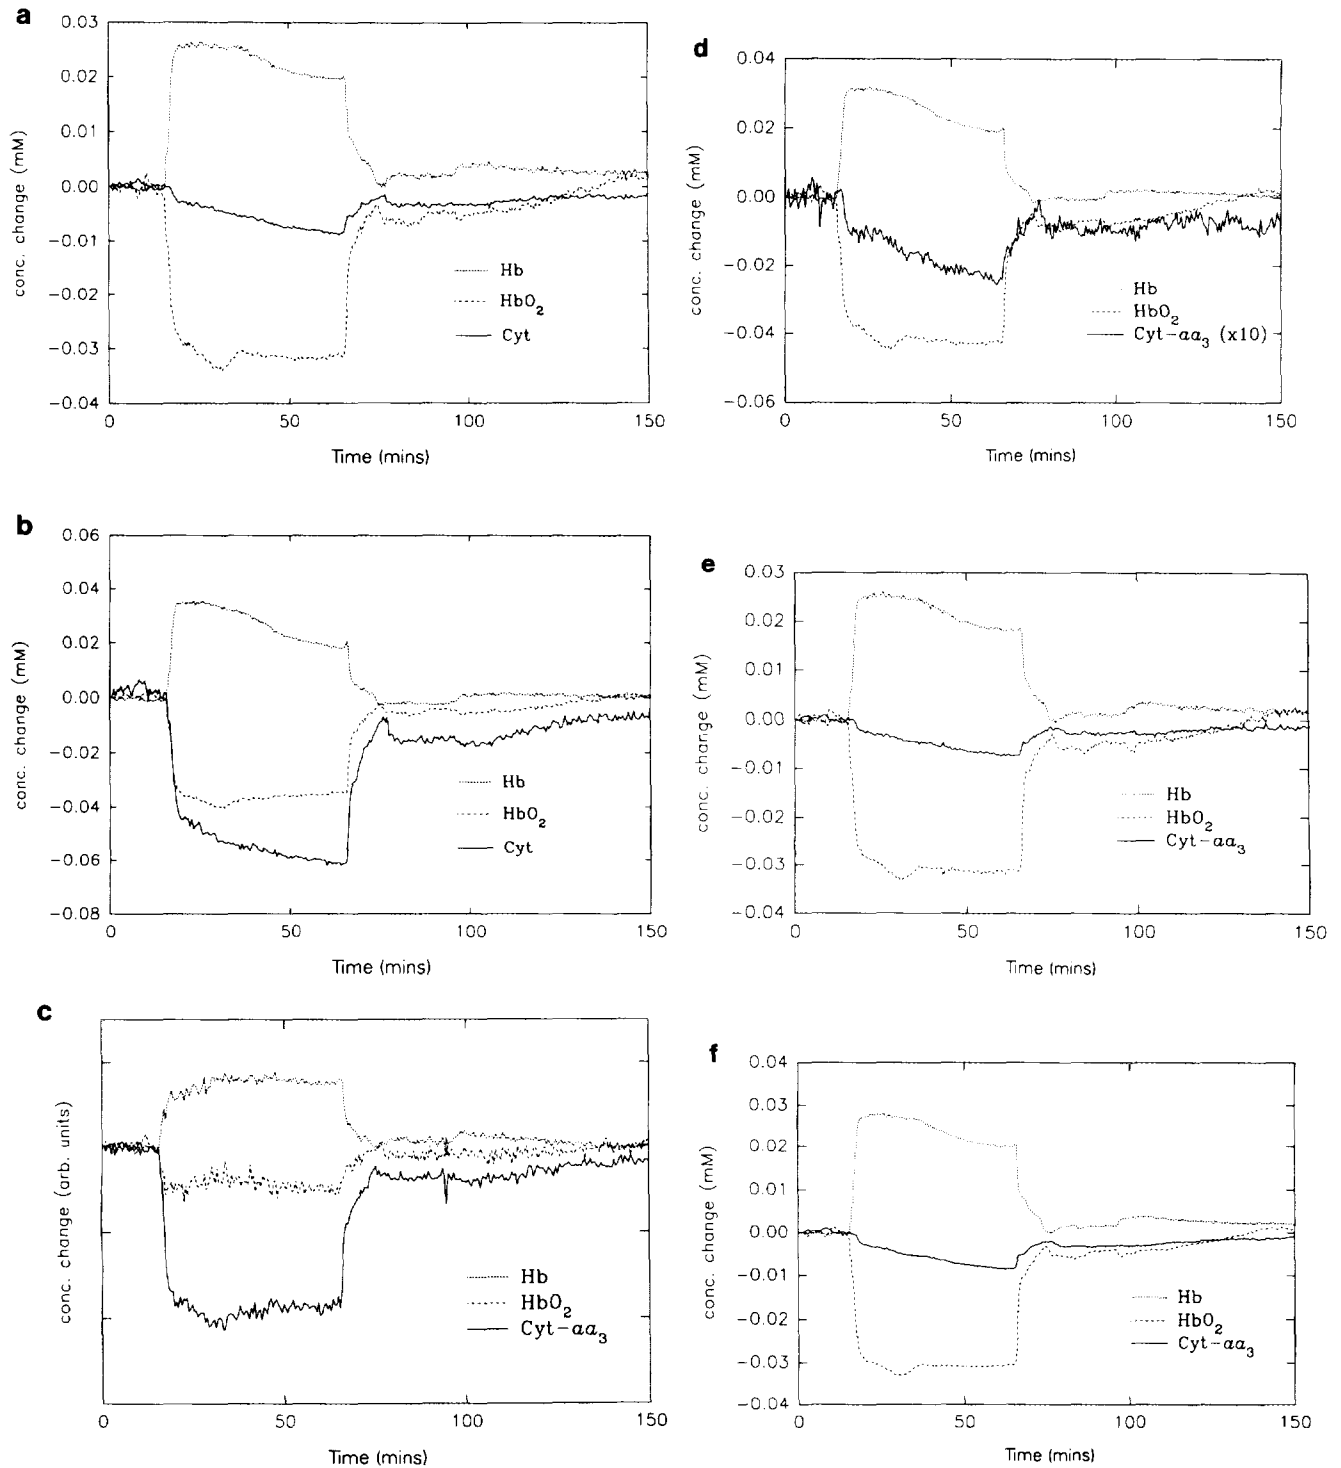 a
0.03
0.02
0.01
0.00
−0.01
−0.02
−0.03
−0.04
conc. change (mM)
Hb
HbO₂
Cyt
0
50
100
150
Time (mins)
b
0.06
0.04
0.02
0.00
−0.02
−0.04
−0.06
−0.08
conc. change (mM)
Hb
HbO₂
Cyt
0
50
100
150
Time (mins)
c
conc. change (arb. units)
Hb
HbO₂
Cyt−aa₃
0
50
100
150
Time (mins)
d
0.04
0.02
0.00
−0.02
−0.04
−0.06
conc. change (mM)
Hb
HbO₂
Cyt−aa₃ (x10)
0
50
100
150
Time (mins)
e
0.03
0.02
0.01
0.00
−0.01
−0.02
−0.03
−0.04
conc. change (mM)
Hb
HbO₂
Cyt−aa₃
0
50
100
150
Time (mins)
f
0.04
0.03
0.02
0.01
0.00
−0.01
−0.02
−0.03
−0.04
conc. change (mM)
Hb
HbO₂
Cyt−aa₃
0
50
100
150
Time (mins)